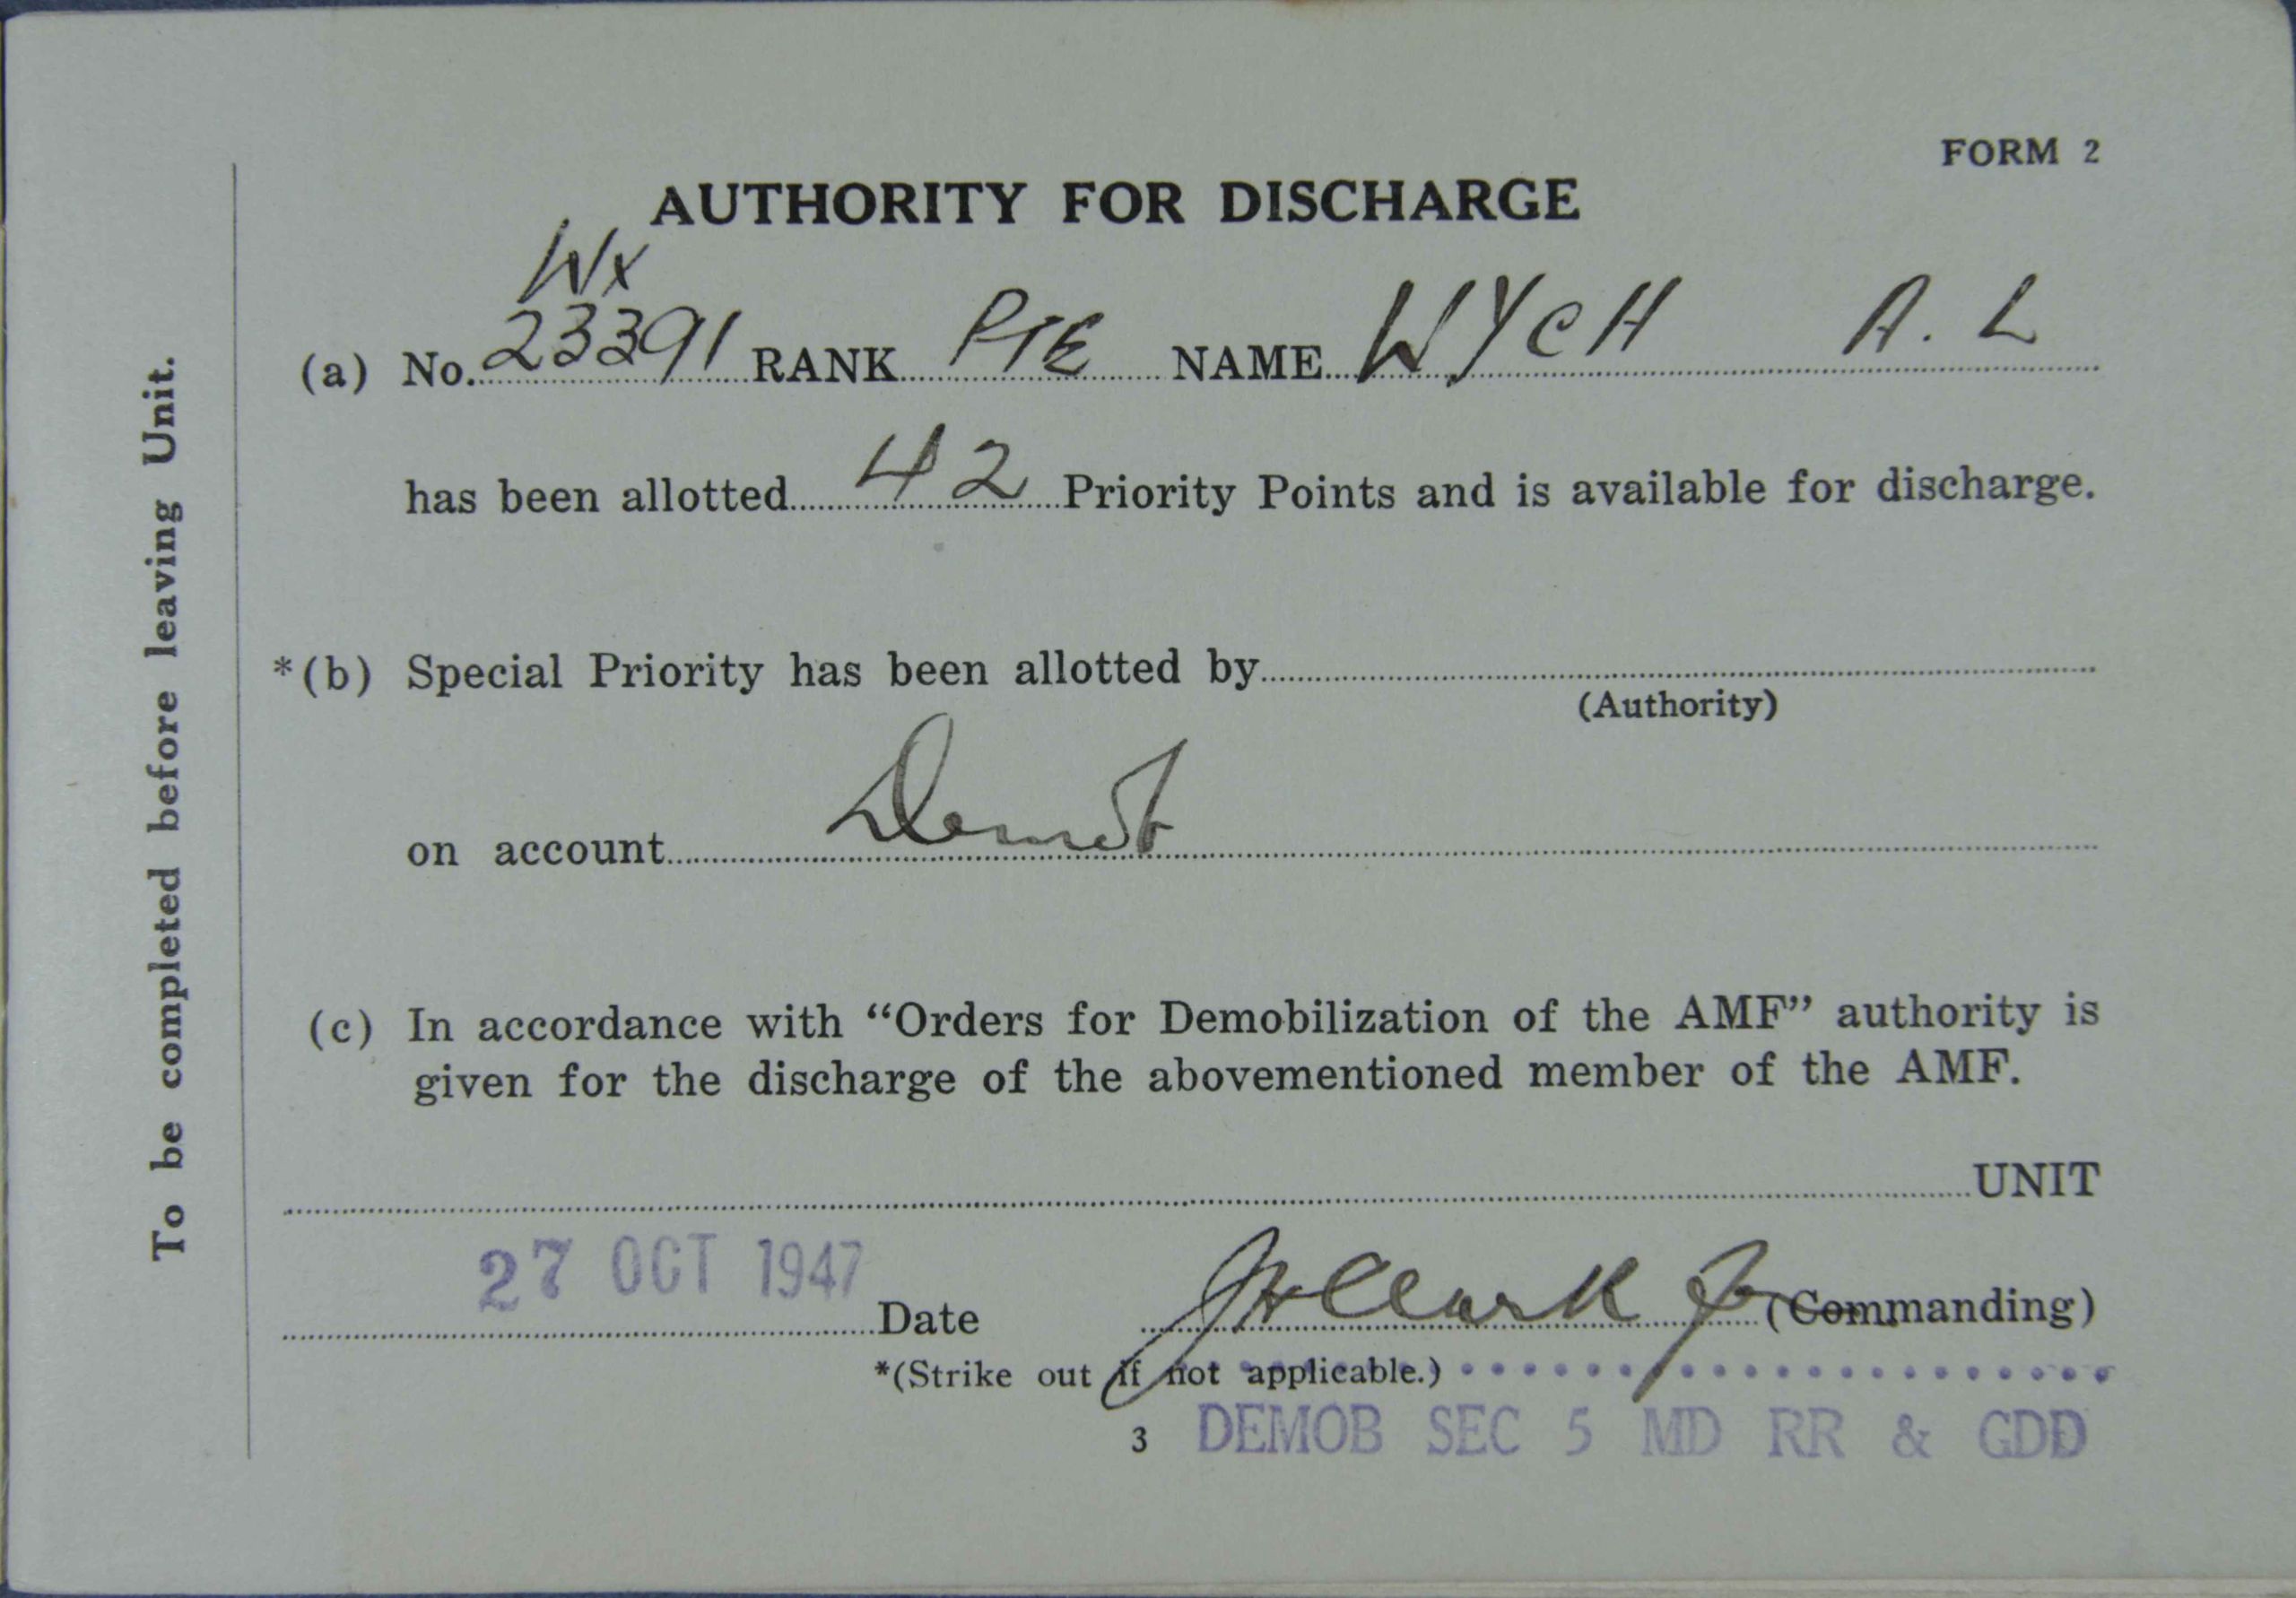 FORM 2
AUTHORITY FOR DISCHARGE
WX
(a) No. 23391 RANK PTE NAME WYCH A. L
has been allotted 42 Priority Points and is available for discharge.
*(b) Special Priority has been allotted by
(Authority)
on account Demob
(c) In accordance with “Orders for Demobilization of the AMF” authority is
given for the discharge of the abovementioned member of the AMF.
UNIT
27 OCT 1947 Date Clark (Commanding)
*(Strike out if not applicable.)
3 DEMOB SEC 5 MD RR & GDD
To be completed before leaving Unit.